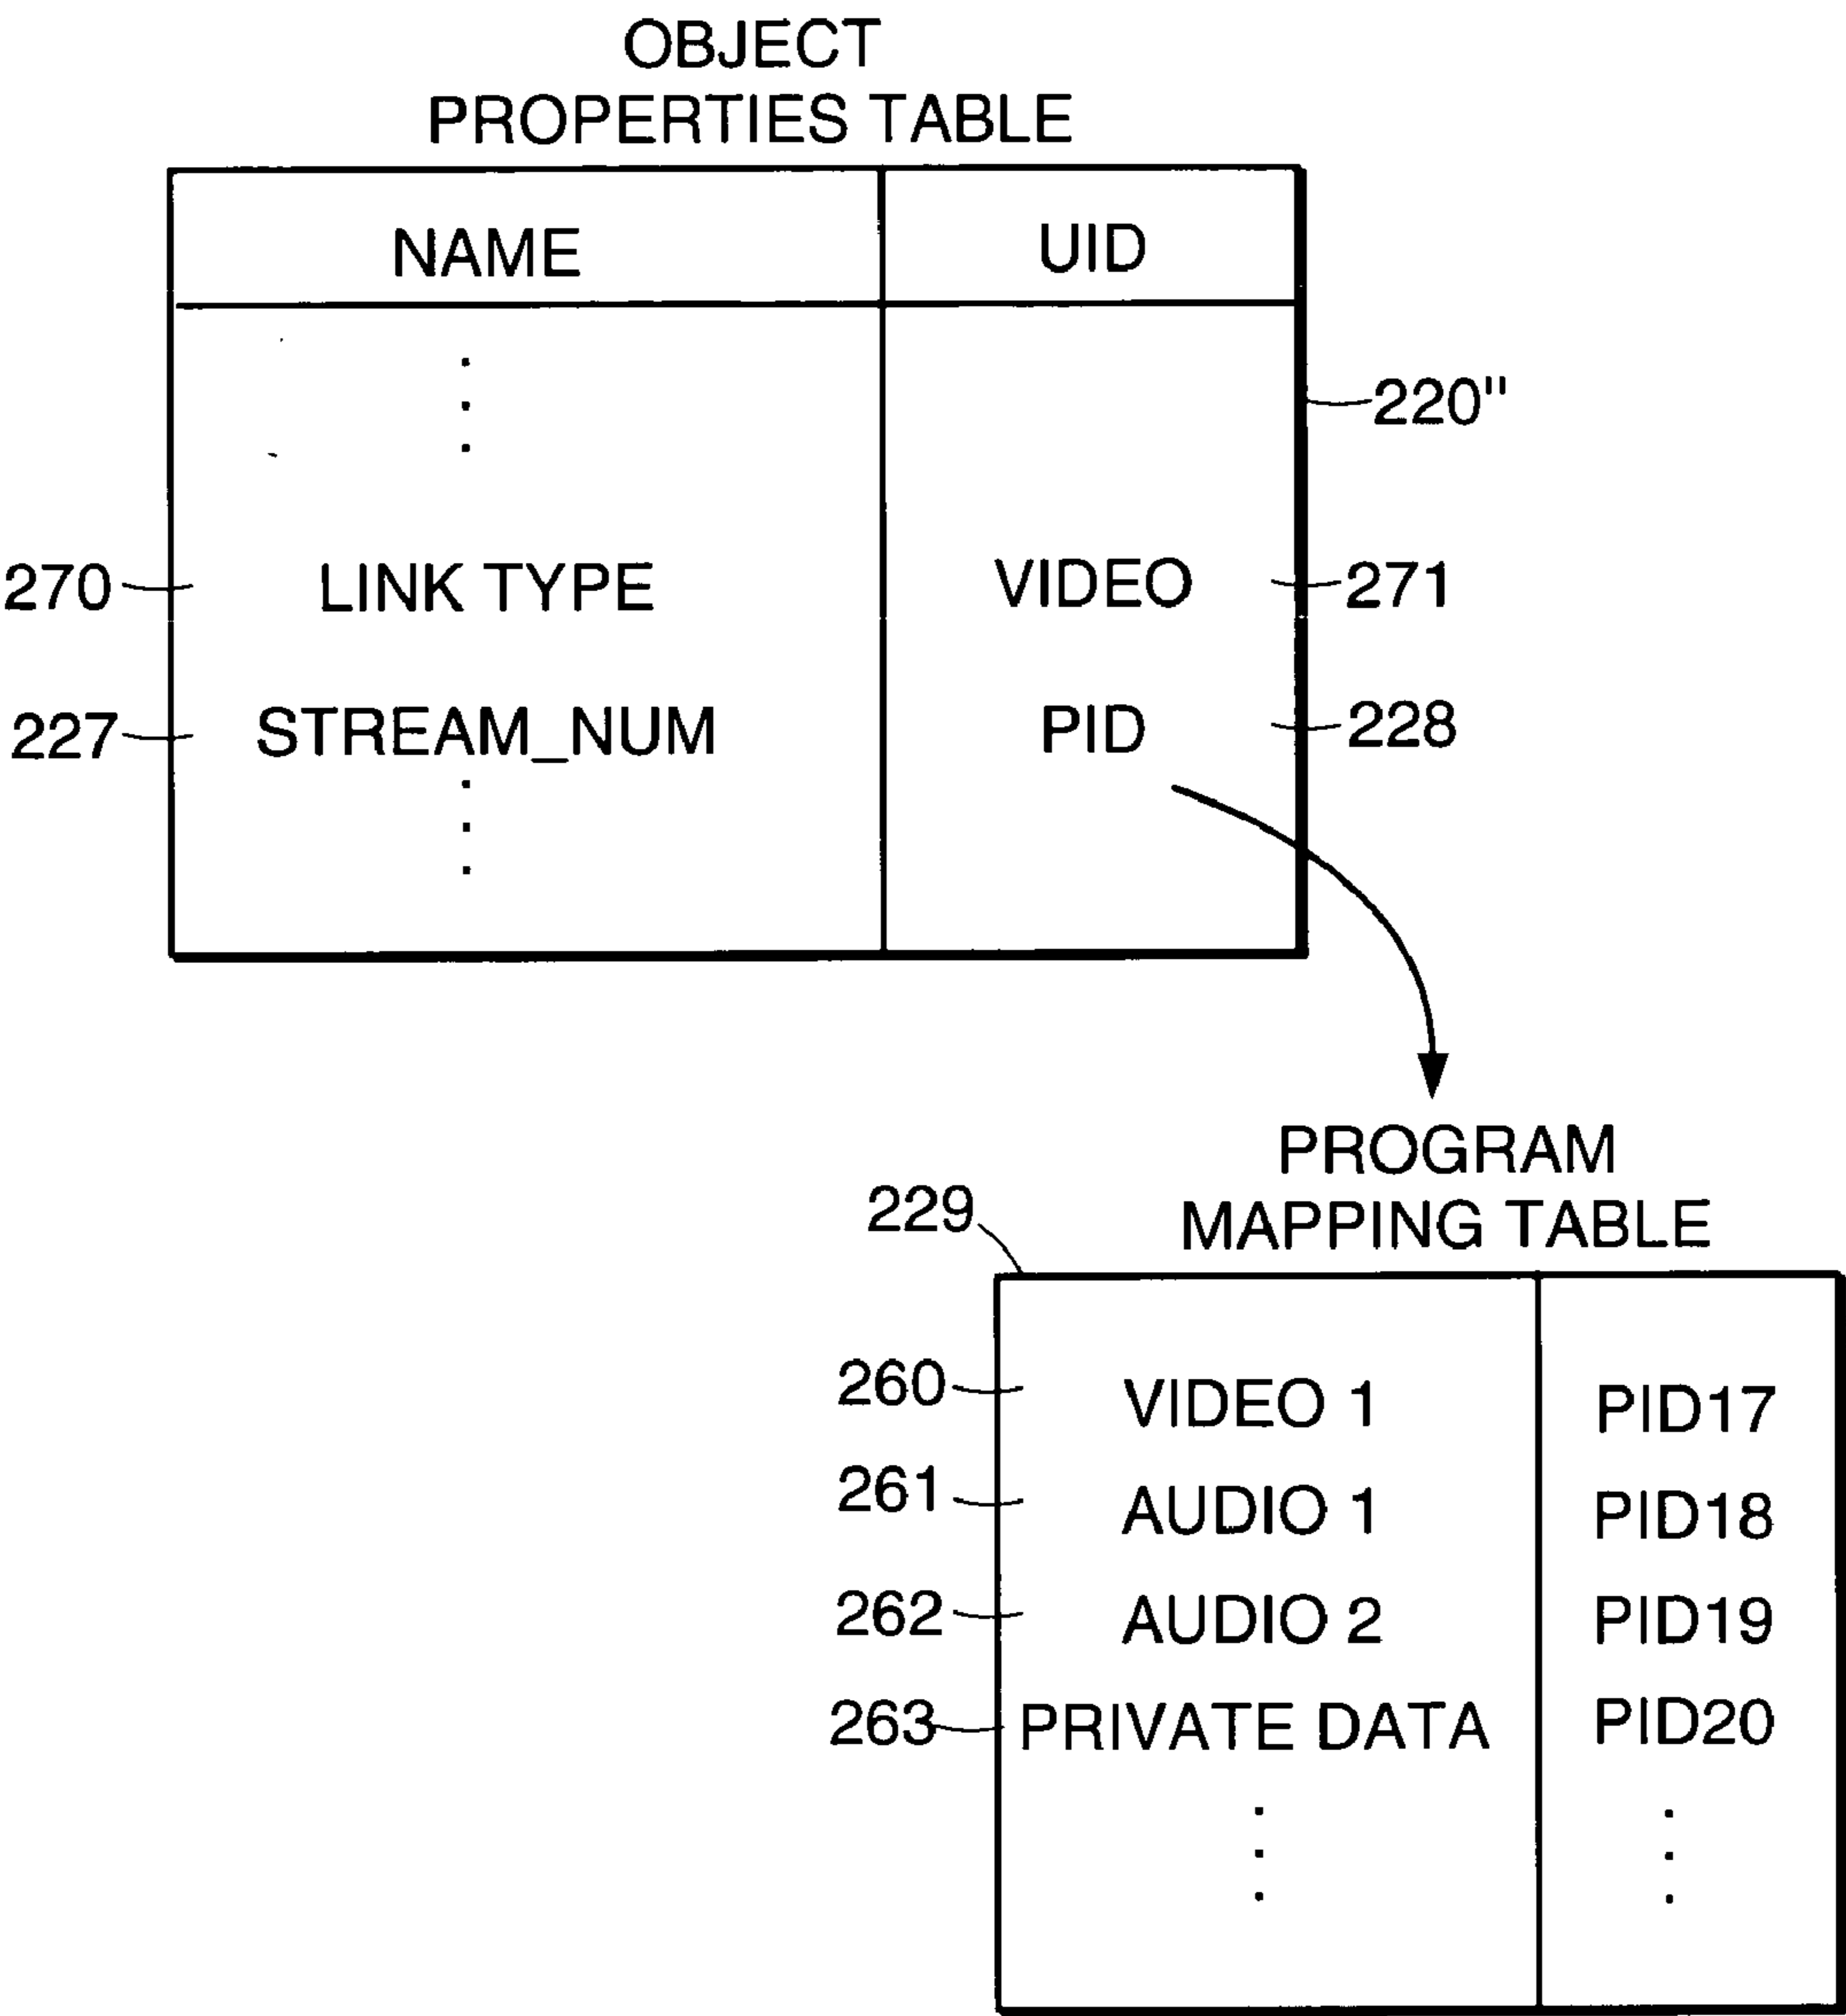 OBJECT
PROPERTIES TABLE
NAME UID
220"
270 LINK TYPE VIDEO 271
227 STREAM_NUM PID 228
PROGRAM
MAPPING TABLE
229
260 VIDEO 1 PID17
261 AUDIO 1 PID18
262 AUDIO 2 PID19
263 PRIVATE DATA PID20